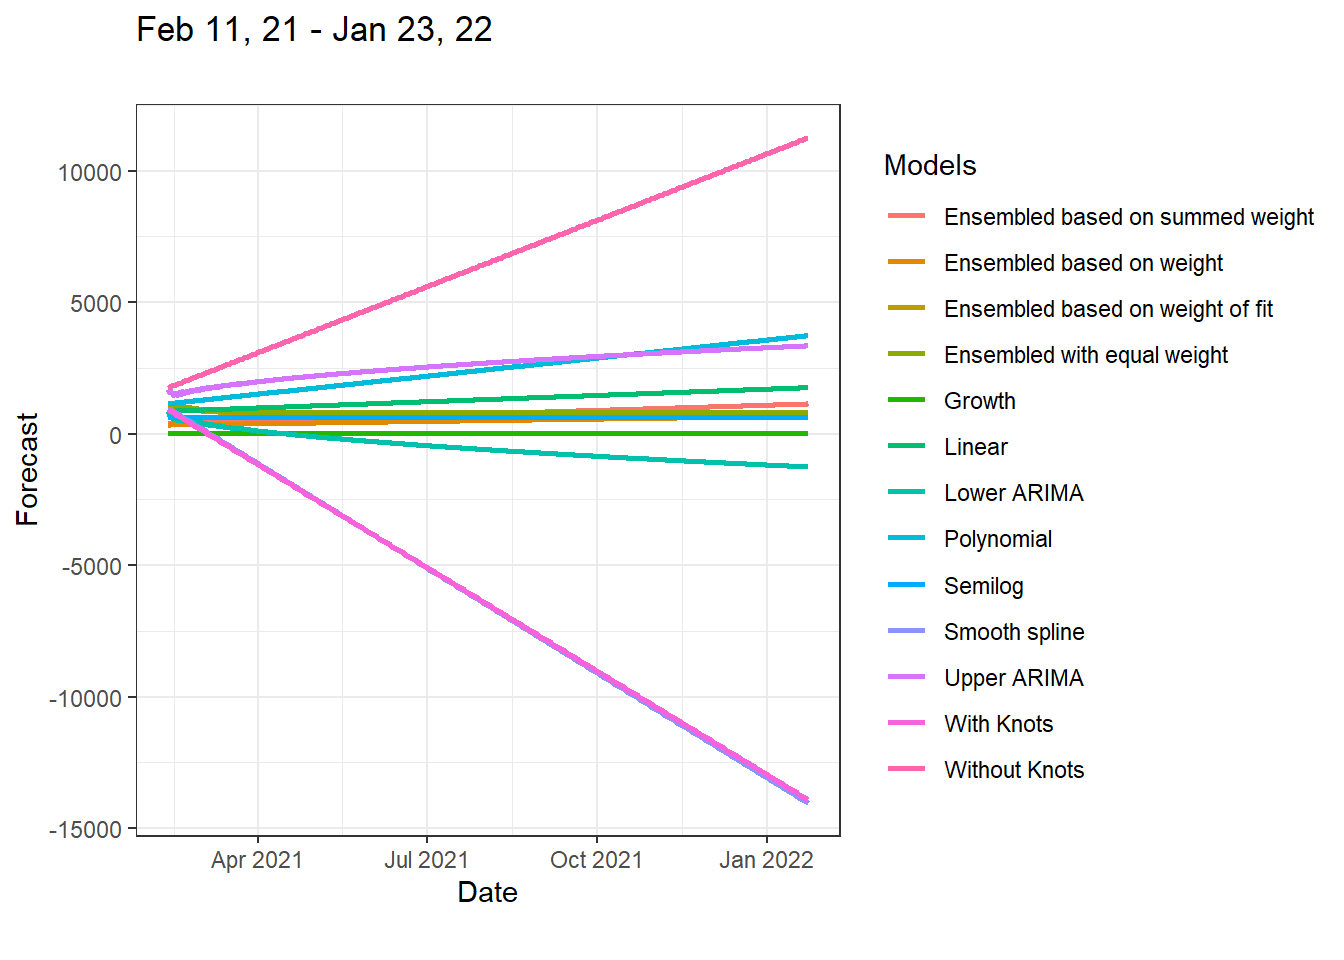 Feb 11, 21 - Jan 23, 22
Forecast
10000
5000
0
-5000
-10000
-15000
Apr 2021
Jul 2021
Oct 2021
Jan 2022
Date
Models
Ensembled based on summed weight
Ensembled based on weight
Ensembled based on weight of fit
Ensembled with equal weight
Growth
Linear
Lower ARIMA
Polynomial
Semilog
Smooth spline
Upper ARIMA
With Knots
Without Knots